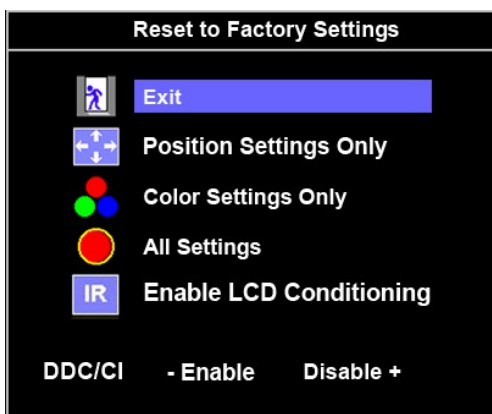 Reset to Factory Settings
Exit
Position Settings Only
Color Settings Only
All Settings
IR Enable LCD Conditioning
DDC/CI - Enable Disable +